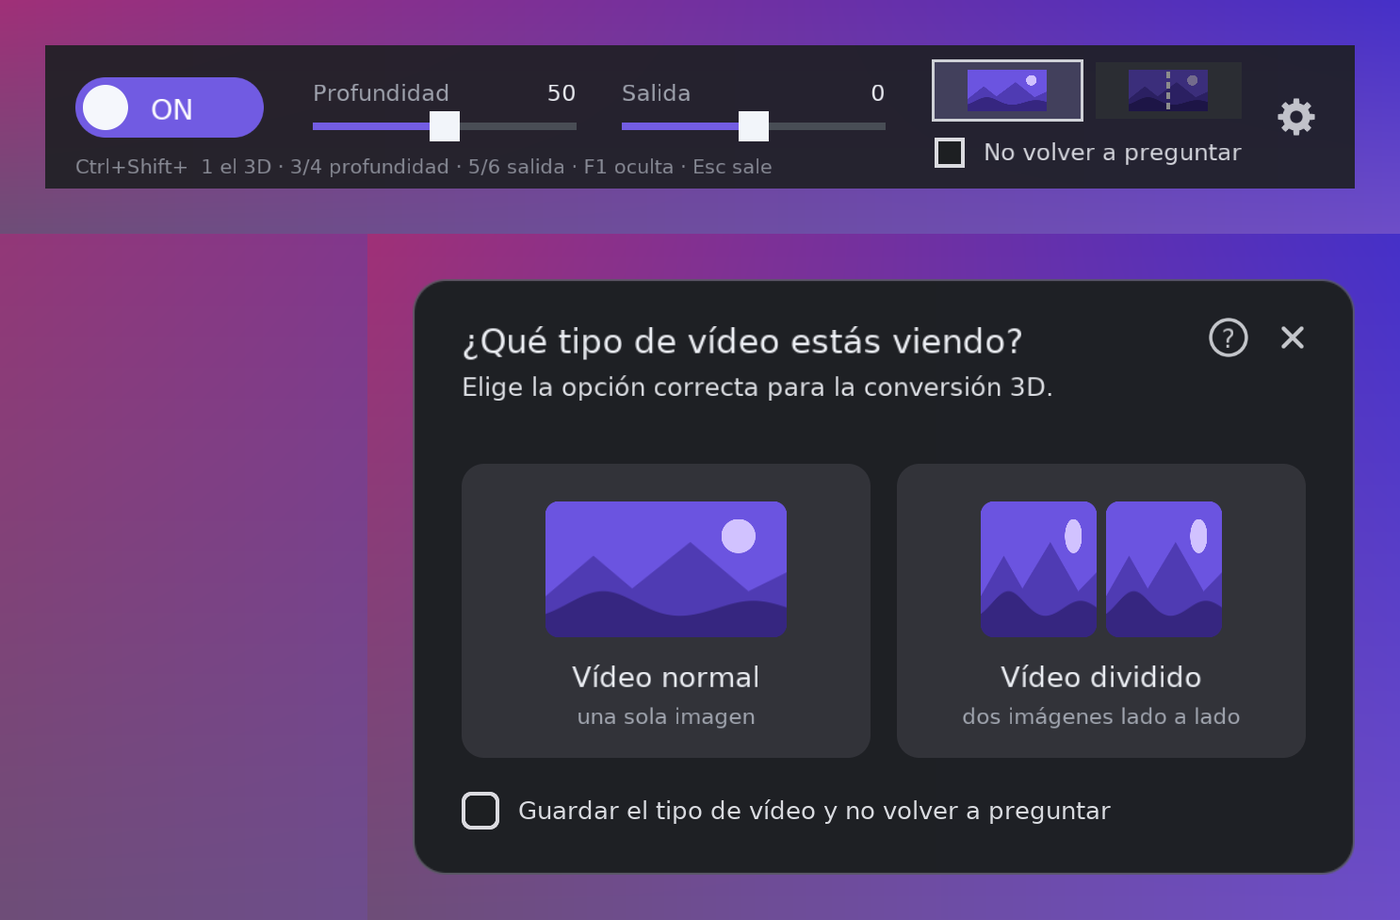 ON
Profundidad 50
Salida 0
No volver a preguntar
Ctrl+Shift+ 1 el 3D · 3/4 profundidad · 5/6 salida · F1 oculta · Esc sale
¿Qué tipo de vídeo estás viendo?
?
Elige la opción correcta para la conversión 3D.
Vídeo normal
una sola imagen
Vídeo dividido
dos imágenes lado a lado
Guardar el tipo de vídeo y no volver a preguntar